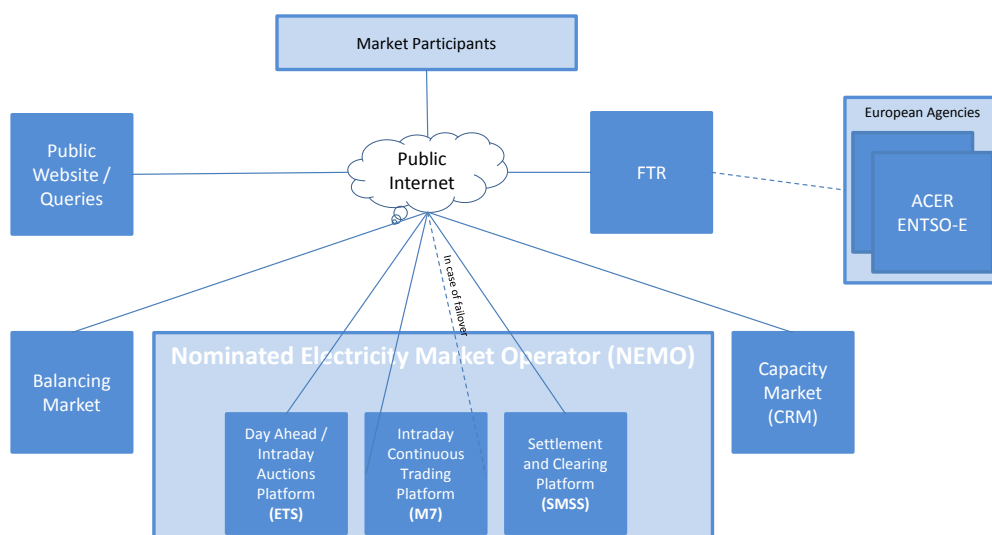 Market Participants
European Agencies
Public
Website /
Queries
Public
Internet
FTR
ACER
ENTSO-E
In case of failover
Nominated Electricity Market Operator (NEMO)
Balancing
Market
Capacity
Market
(CRM)
Day Ahead /
Intraday
Auctions
Platform
(ETS)
Intraday
Continuous
Trading
Platform
(M7)
Settlement
and Clearing
Platform
(SMSS)